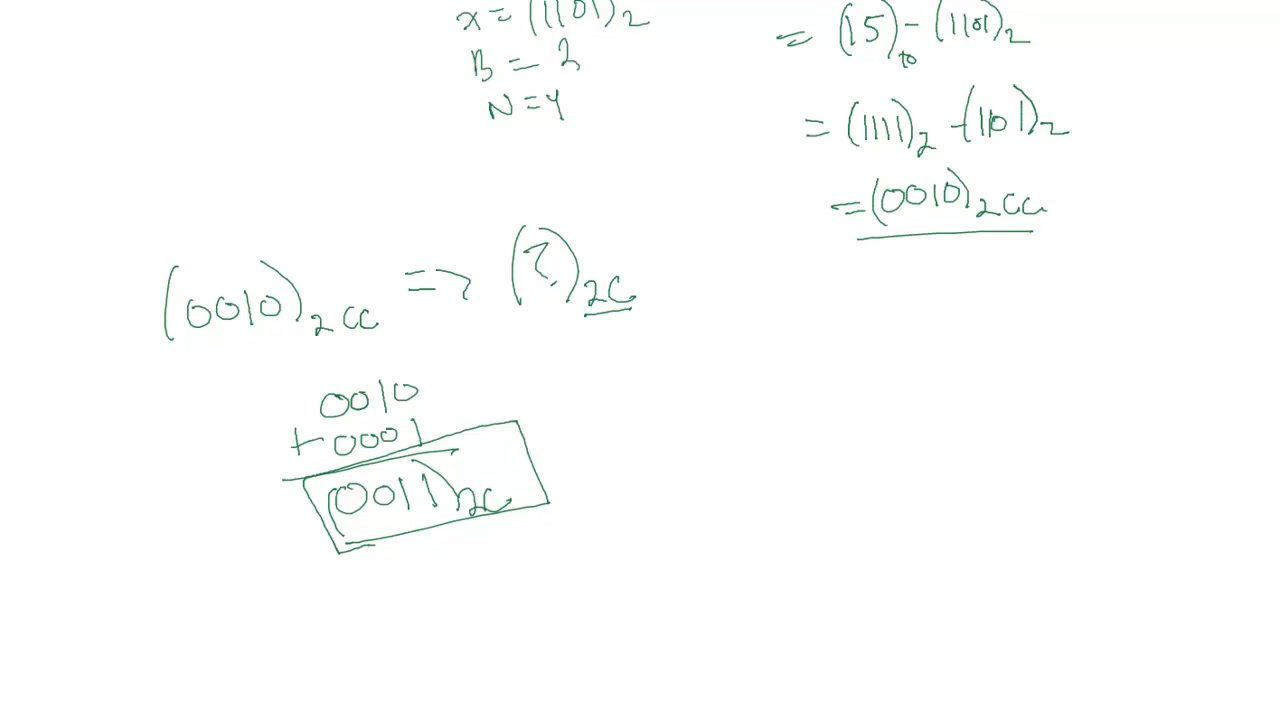 x = (1101)2
B = 2
N = 4
= (15)10 - (1101)2
= (1111)2 - (1101)2
= (0010)2CC
(0010)2CC => (?)2C
0010
+ 0001
(0011)2C